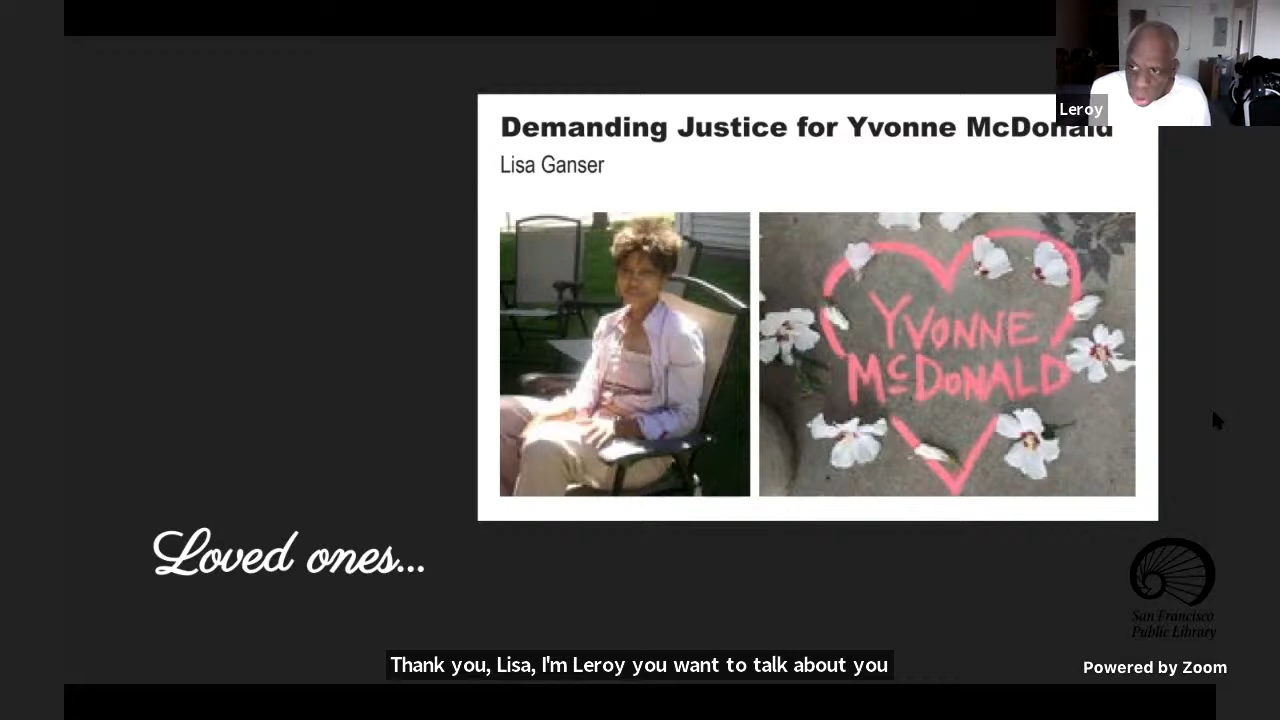 Leroy
Demanding Justice for Yvonne McDonald
Lisa Ganser
YVONNE
McDONALD
Loved ones...
San Francisco
Public Library
Thank you, Lisa, I'm Leroy you want to talk about you
Powered by Zoom